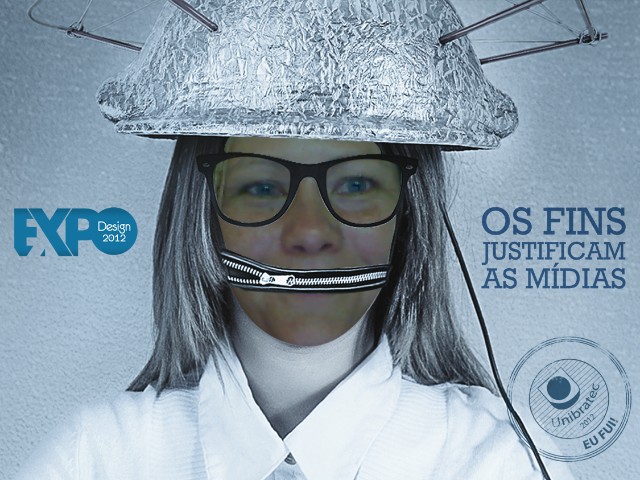 EXPO
Design
2012
OS FINS
JUSTIFICAM
AS MÍDIAS
Unibratec
2012
EU FUI!